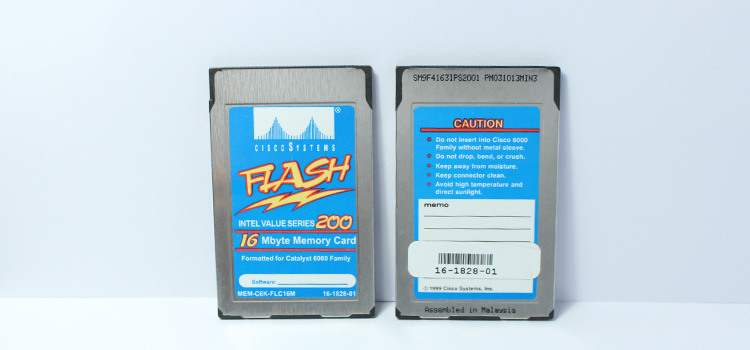 ®
CISCO SYSTEMS
FLASH
INTEL VALUE SERIES 200
16 Mbyte Memory Card
Formatted for Catalyst 6000 Family
Software:
MEM-C6K-FLC16M 16-1828-01
SM9F41631PS2001 PM031013MIN3
CAUTION
Do not insert into Cisco 6000
Family without metal sleeve.
Do not drop, bend, or crush.
Keep away from moisture.
Keep connector clean.
Avoid high temperature and
direct sunlight.
memo
16-1828-01
© 1999 Cisco Systems, Inc.
Assembled in Malaysia